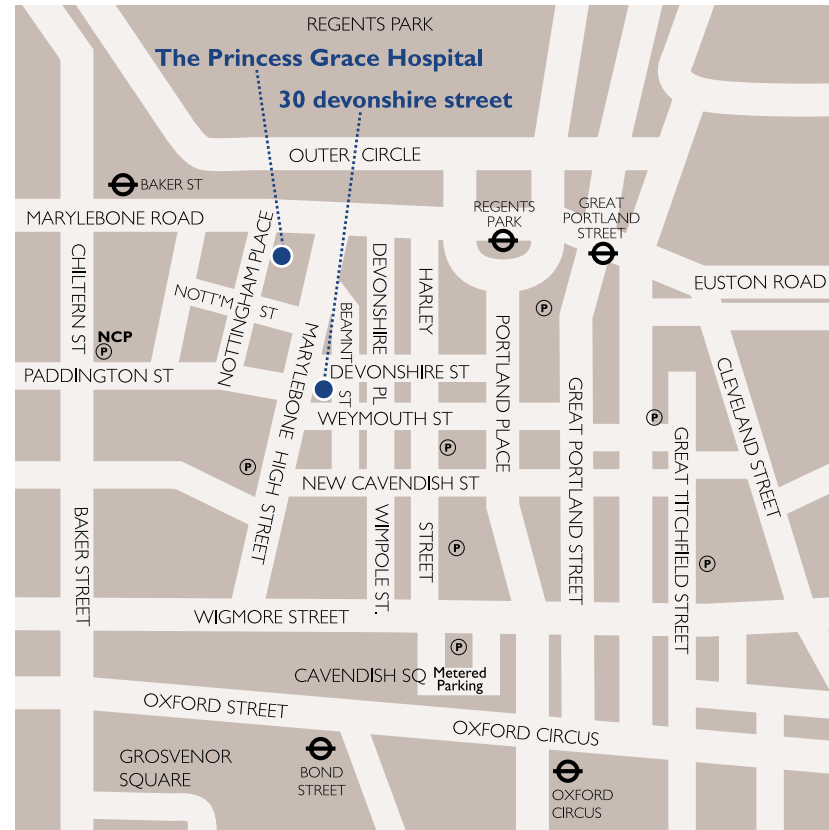 REGENTS PARK
The Princess Grace Hospital
30 devonshire street
OUTER CIRCLE
BAKER ST
MARYLEBONE ROAD
REGENTS
PARK
GREAT
PORTLAND
STREET
EUSTON ROAD
CHILTERN ST
NOTTINGHAM PLACE
NOTT'M ST
MARYLEBONE HIGH STREET
BEAMNT ST
DEVONSHIRE PL
HARLEY STREET
PORTLAND PLACE
P
NCP
P
PADDINGTON ST
DEVONSHIRE ST
WEYMOUTH ST
GREAT PORTLAND STREET
CLEVELAND STREET
P
GREAT TITCHFIELD STREET
P
P
NEW CAVENDISH ST
BAKER STREET
WIMPOLE ST.
P
P
WIGMORE STREET
P
CAVENDISH SQ
Metered
Parking
OXFORD STREET
OXFORD CIRCUS
GROSVENOR
SQUARE
BOND
STREET
OXFORD
CIRCUS